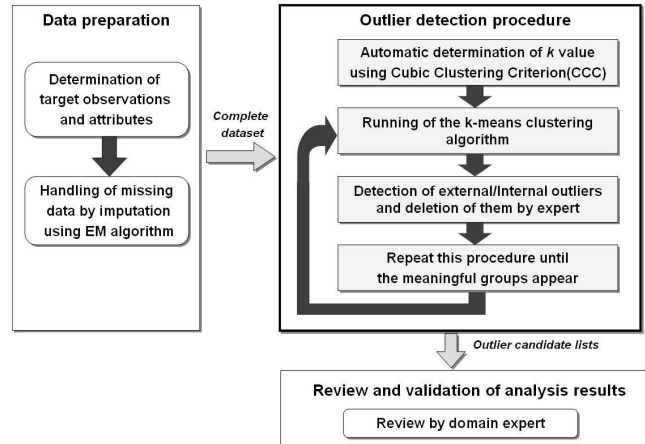 Data preparation
Determination of
target observations
and attributes
Handling of missing
data by imputation
using EM algorithm
Complete
dataset
Outlier detection procedure
Automatic determination of k value
using Cubic Clustering Criterion(CCC)
Running of the k-means clustering
algorithm
Detection of external/Internal outliers
and deletion of them by expert
Repeat this procedure until
the meaningful groups appear
Outlier candidate lists
Review and validation of analysis results
Review by domain expert